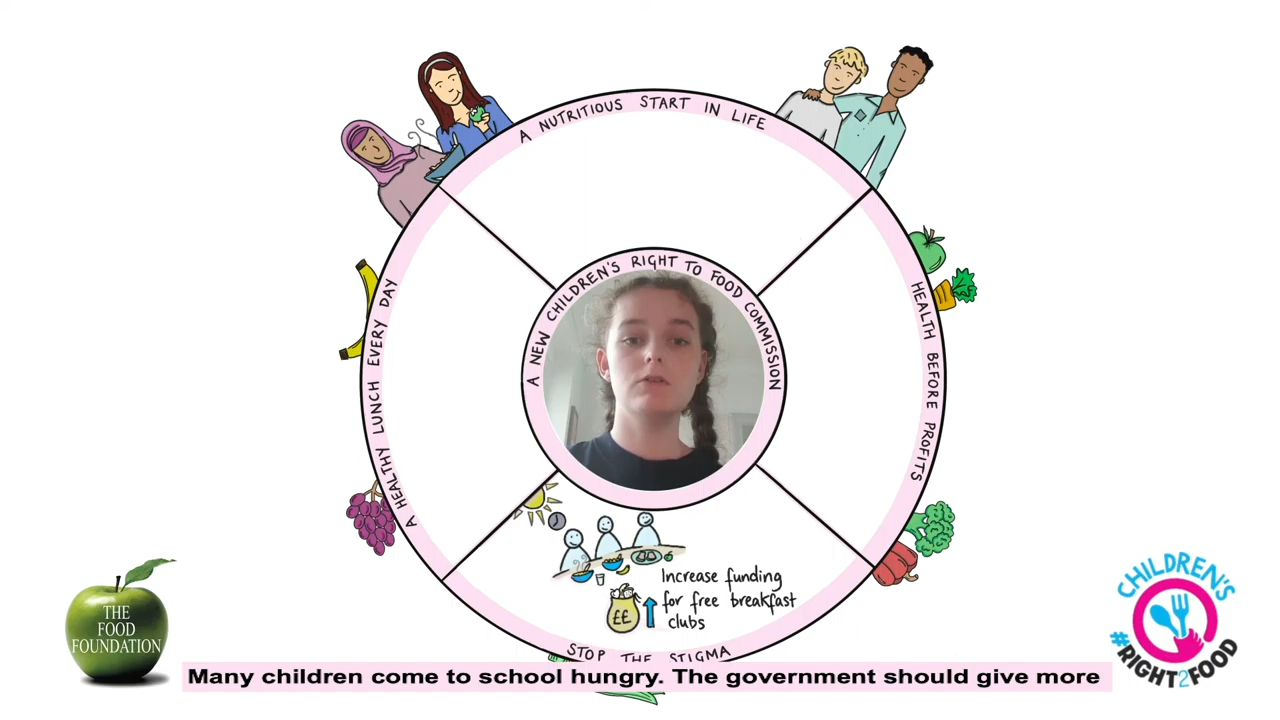 A NUTRITIOUS START IN LIFE
A NEW CHILDREN'S RIGHT TO FOOD COMMISSION
A HEALTHY LUNCH EVERY DAY
HEALTH BEFORE PROFITS
Increase funding
for free breakfast
clubs
££
STOP THE STIGMA
THE
FOOD
FOUNDATION
CHILDREN'S
#RIGHT2FOOD
Many children come to school hungry. The government should give more